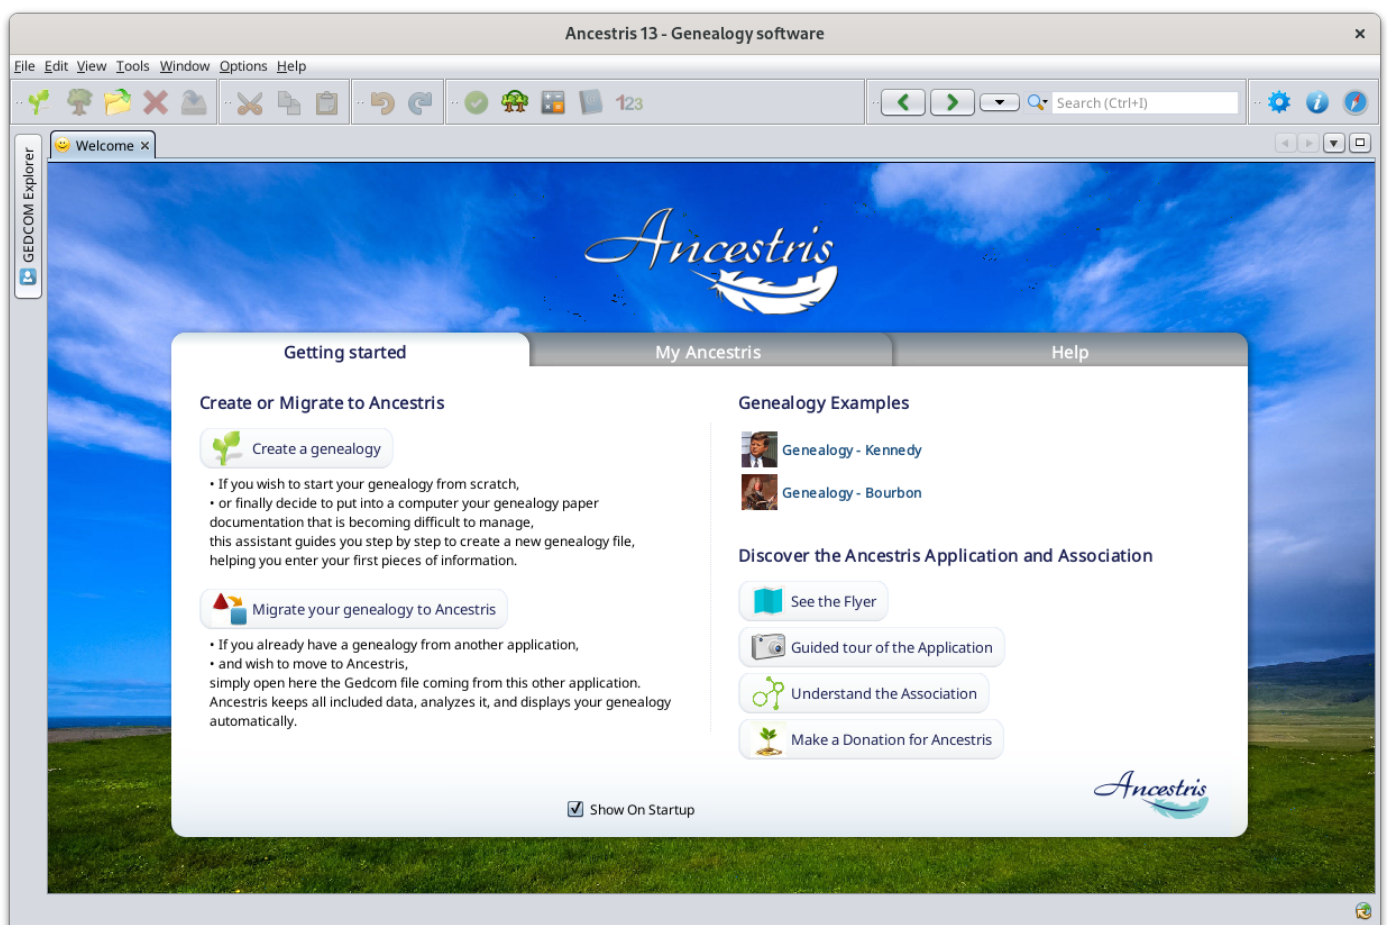 Ancestris 13 - Genealogy software
File Edit View Tools Window Options Help
123
Search (Ctrl+I)
GEDCOM Explorer
Welcome
Ancestris
Getting started
My Ancestris
Help
Create or Migrate to Ancestris
Create a genealogy
• If you wish to start your genealogy from scratch,
• or finally decide to put into a computer your genealogy paper
documentation that is becoming difficult to manage,
this assistant guides you step by step to create a new genealogy file,
helping you enter your first pieces of information.
Migrate your genealogy to Ancestris
• If you already have a genealogy from another application,
• and wish to move to Ancestris,
simply open here the Gedcom file coming from this other application.
Ancestris keeps all included data, analyzes it, and displays your genealogy
automatically.
Genealogy Examples
Genealogy - Kennedy
Genealogy - Bourbon
Discover the Ancestris Application and Association
See the Flyer
Guided tour of the Application
Understand the Association
Make a Donation for Ancestris
Ancestris
Show On Startup